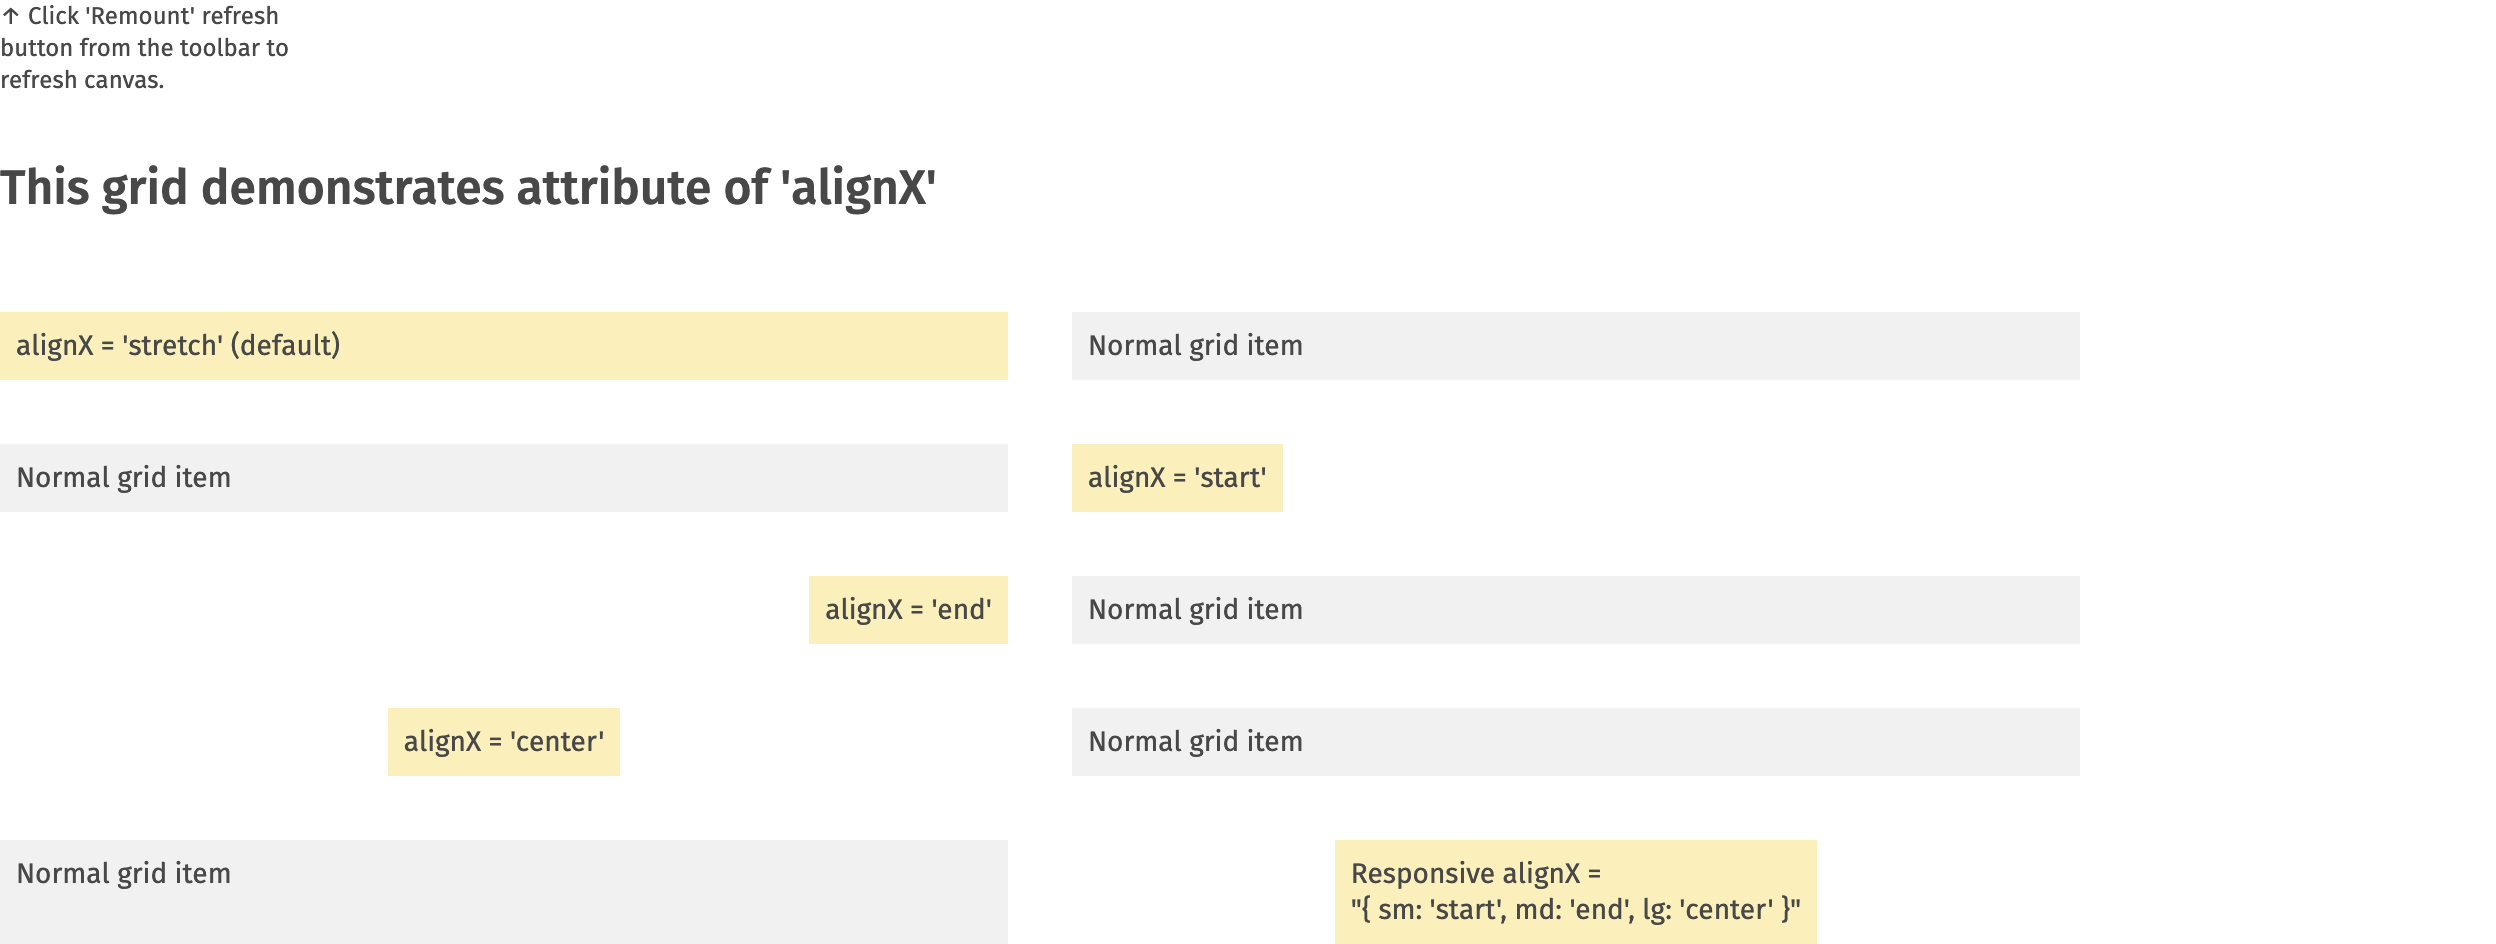 ↑ Click 'Remount' refresh
button from the toolbar to
refresh canvas.
This grid demonstrates attribute of 'alignX'
alignX = 'stretch' (default)
Normal grid item
Normal grid item
alignX = 'start'
alignX = 'end'
Normal grid item
alignX = 'center'
Normal grid item
Normal grid item
Responsive alignX =
"{ sm: 'start', md: 'end', lg: 'center' }"